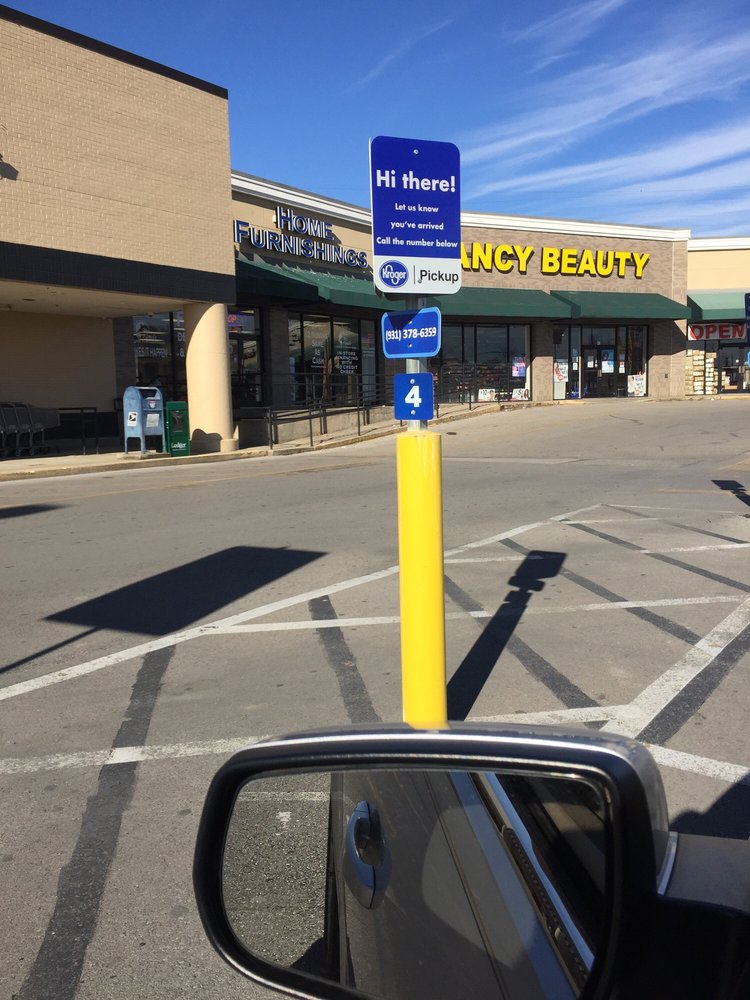 HOME
FURNISHINGS
ANCY BEAUTY
Hi there!
Let us know
you've arrived
Call the number below
Kroger Pickup
(931) 378-6359
4
OPEN
Ledger